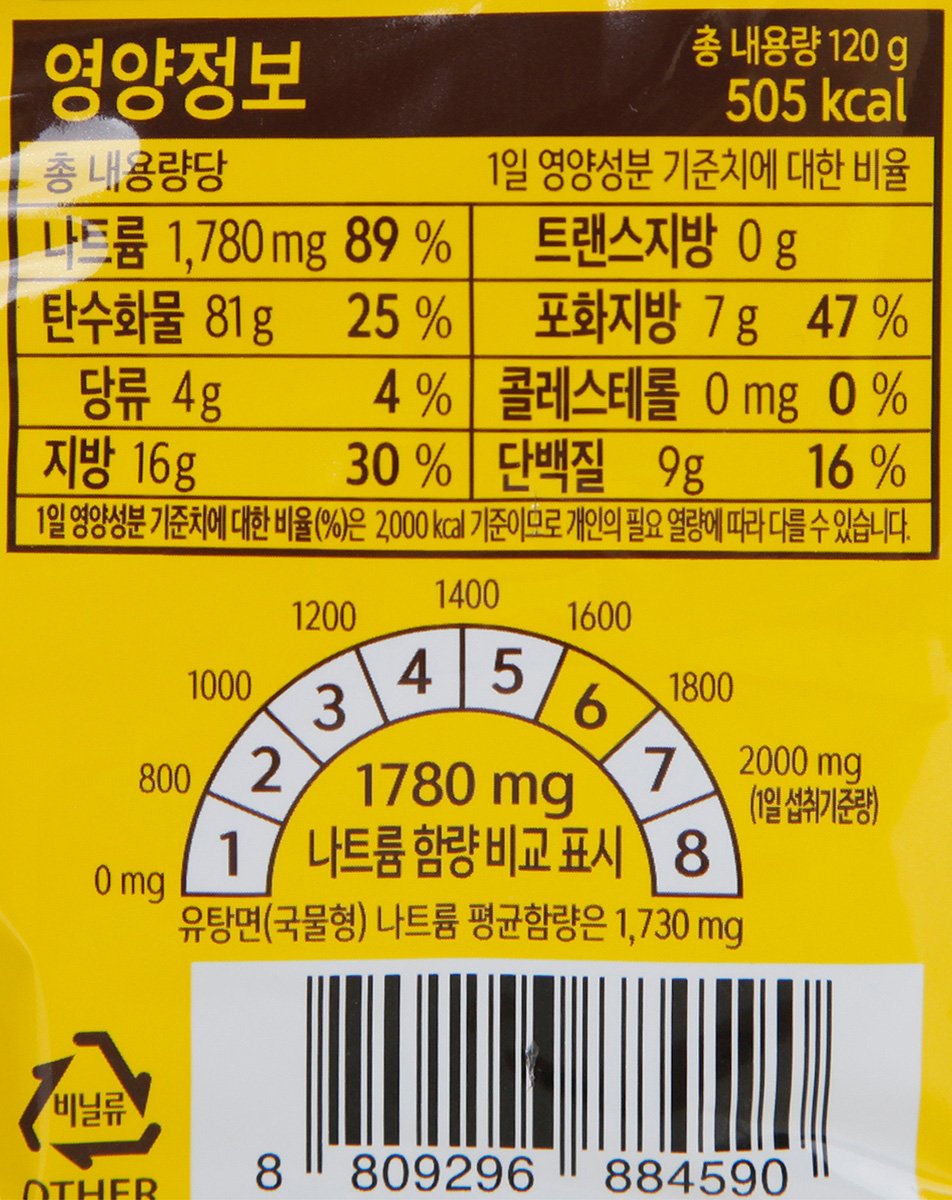 영양정보
총 내용량 120 g
505 kcal
총 내용량당
1일 영양성분 기준치에 대한 비율
나트륨 1,780 mg 89 %
트랜스지방 0 g
탄수화물 81 g 25 %
포화지방 7 g 47 %
당류 4 g 4 %
콜레스테롤 0 mg 0 %
지방 16 g 30 %
단백질 9g 16 %
1일 영양성분 기준치에 대한 비율(%)은 2,000 kcal 기준이므로 개인의 필요 열량에 따라 다를 수 있습니다.
0 mg
800
1000
1200
1400
1600
1800
2000 mg
(1일 섭취기준량)
1
2
3
4
5
6
7
8
1780 mg
나트륨 함량 비교 표시
유탕면(국물형) 나트륨 평균함량은 1,730 mg
비닐류
OTHER
8 809296 884590